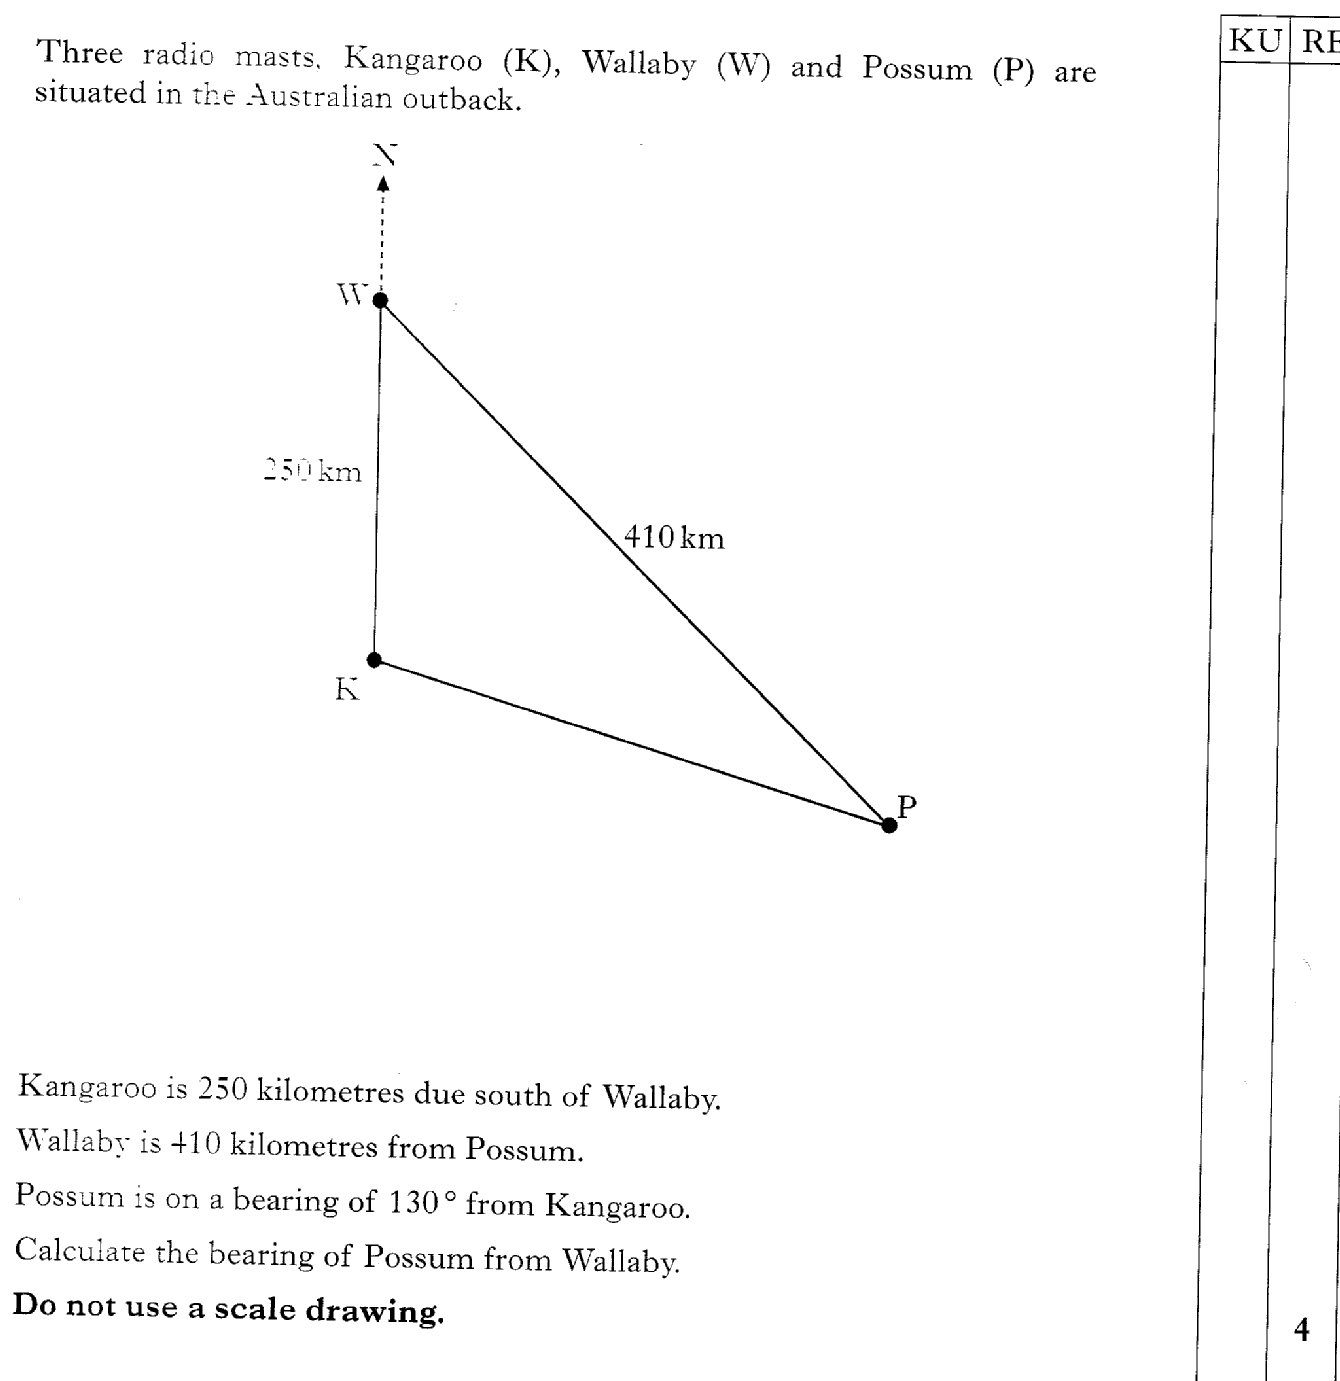 KU RE
Three radio masts, Kangaroo (K), Wallaby (W) and Possum (P) are
situated in the Australian outback.
N
W
250 km
410 km
K
P
Kangaroo is 250 kilometres due south of Wallaby.
Wallaby is 410 kilometres from Possum.
Possum is on a bearing of 130° from Kangaroo.
Calculate the bearing of Possum from Wallaby.
Do not use a scale drawing.
4